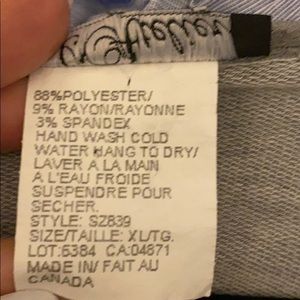 88%POLYESTER/
9% RAYON/RAYONNE
3% SPANDEX
HAND WASH COLD
WATER HANG TO DRY/
LAVER A LA MAIN
A L'EAU FROIDE
SUSPENDRE POUR
SECHER.
STYLE: SZ839
SIZE/TAILLE: XL/TG.
LOT:6384 CA:04871
MADE IN/ FAIT AU
CANADA